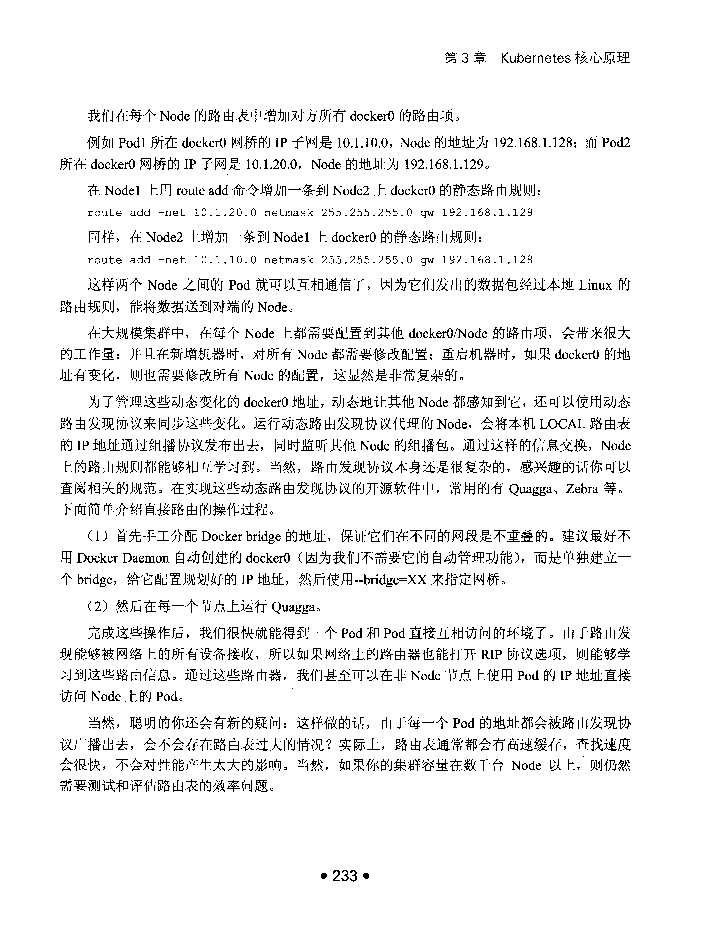 第 3 章 Kubernetes 核心原理
我们在每个 Node 的路由表中增加对方所有 docker0 的路由项。
例如 Pod1 所在 docker0 网桥的 IP 子网是 10.1.10.0，Node 的地址为 192.168.1.128；而 Pod2
所在 docker0 网桥的 IP 子网是 10.1.20.0，Node 的地址为 192.168.1.129。
在 Node1 上用 route add 命令增加一条到 Node2 上 docker0 的静态路由规则：
route add -net 10.1.20.0 netmask 255.255.255.0 gw 192.168.1.129
同样，在 Node2 上增加一条到 Node1 上 docker0 的静态路由规则：
route add -net 10.1.10.0 netmask 255.255.255.0 gw 192.168.1.128
这样两个 Node 之间的 Pod 就可以互相通信了，因为它们发出的数据包经过本地 Linux 的
路由规则，能将数据送到对端的 Node。
在大规模集群中，在每个 Node 上都需要配置到其他 docker0/Node 的路由项，会带来很大
的工作量；并且在新增机器时，对所有 Node 都需要修改配置；重启机器时，如果 docker0 的地
址有变化，则也需要修改所有 Node 的配置，这显然是非常复杂的。
为了管理这些动态变化的 docker0 地址，动态地让其他 Node 都感知到它，还可以使用动态
路由发现协议来同步这些变化。运行动态路由发现协议代理的 Node，会将本机 LOCAL 路由表
的 IP 地址通过组播协议发布出去，同时监听其他 Node 的组播包。通过这样的信息交换，Node
上的路由规则都能够相互学习到。当然，路由发现协议本身还是很复杂的，感兴趣的话你可以
查阅相关的规范。在实现这些动态路由发现协议的开源软件中，常用的有 Quagga、Zebra 等。
下面简单介绍直接路由的操作过程。
（1）首先手工分配 Docker bridge 的地址，保证它们在不同的网段是不重叠的。建议最好不
用 Docker Daemon 自动创建的 docker0（因为我们不需要它的自动管理功能），而是单独建立一
个 bridge，给它配置规划好的 IP 地址，然后使用--bridge=XX 来指定网桥。
（2）然后在每一个节点上运行 Quagga。
完成这些操作后，我们很快就能得到一个 Pod 和 Pod 直接互相访问的环境了。由于路由发
现能够被网络上的所有设备接收，所以如果网络上的路由器也能打开 RIP 协议选项，则能够学
习到这些路由信息。通过这些路由器，我们甚至可以在非 Node 节点上使用 Pod 的 IP 地址直接
访问 Node 上的 Pod。
当然，聪明的你还会有新的疑问：这样做的话，由于每一个 Pod 的地址都会被路由发现协
议广播出去，会不会存在路由表过大的情况？实际上，路由表通常都会有高速缓存，查找速度
会很快，不会对性能产生太大的影响。当然，如果你的集群容量在数千台 Node 以上，则仍然
需要测试和评估路由表的效率问题。
• 233 •